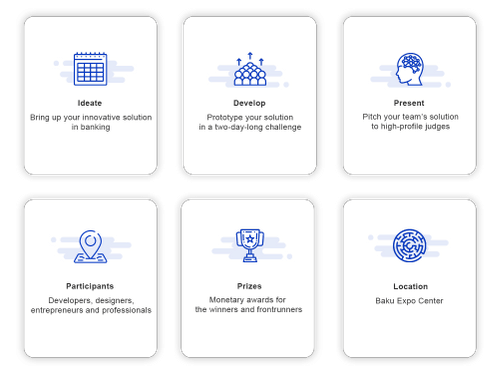 Ideate
Bring up your innovative solution
in banking
Develop
Prototype your solution
in a two-day-long challenge
Present
Pitch your team's solution
to high-profile judges
Participants
Developers, designers,
entrepreneurs and professionals
Prizes
Monetary awards for
the winners and frontrunners
Location
Baku Expo Center